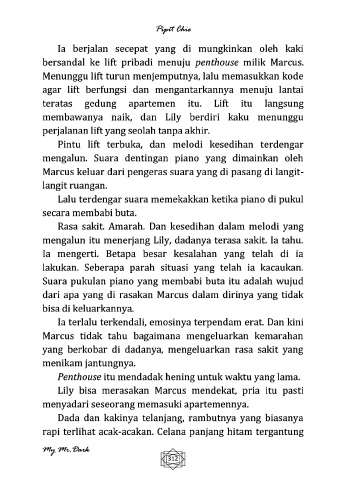 Pipit Chie
Ia berjalan secepat yang di mungkinkan oleh kaki
bersandal ke lift pribadi menuju penthouse milik Marcus.
Menunggu lift turun menjemputnya, lalu memasukkan kode
agar lift berfungsi dan mengantarkannya menuju lantai
teratas gedung apartemen itu. Lift itu langsung
membawanya naik, dan Lily berdiri kaku menunggu
perjalanan lift yang seolah tanpa akhir.
Pintu lift terbuka, dan melodi kesedihan terdengar
mengalun. Suara dentingan piano yang dimainkan oleh
Marcus keluar dari pengeras suara yang di pasang di langit-
langit ruangan.
Lalu terdengar suara memekakkan ketika piano di pukul
secara membabi buta.
Rasa sakit. Amarah. Dan kesedihan dalam melodi yang
mengalun itu menerjang Lily, dadanya terasa sakit. Ia tahu.
Ia mengerti. Betapa besar kesalahan yang telah di ia
lakukan. Seberapa parah situasi yang telah ia kacaukan.
Suara pukulan piano yang membabi buta itu adalah wujud
dari apa yang di rasakan Marcus dalam dirinya yang tidak
bisa di keluarkannya.
Ia terlalu terkendali, emosinya terpendam erat. Dan kini
Marcus tidak tahu bagaimana mengeluarkan kemarahan
yang berkobar di dadanya, mengeluarkan rasa sakit yang
menikam jantungnya.
Penthouse itu mendadak hening untuk waktu yang lama.
Lily bisa merasakan Marcus mendekat, pria itu pasti
menyadari seseorang memasuki apartemennya.
Dada dan kakinya telanjang, rambutnya yang biasanya
rapi terlihat acak-acakan. Celana panjang hitam tergantung
My Mr. Dark
312